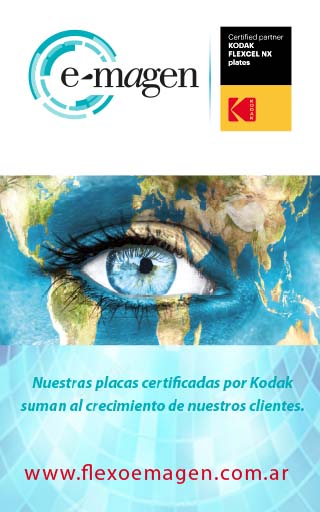 e-magen
Certified partner
KODAK
FLEXCEL NX
plates
KODAK
Nuestras placas certificadas por Kodak
suman al crecimiento de nuestros clientes.
www.flexoemagen.com.ar